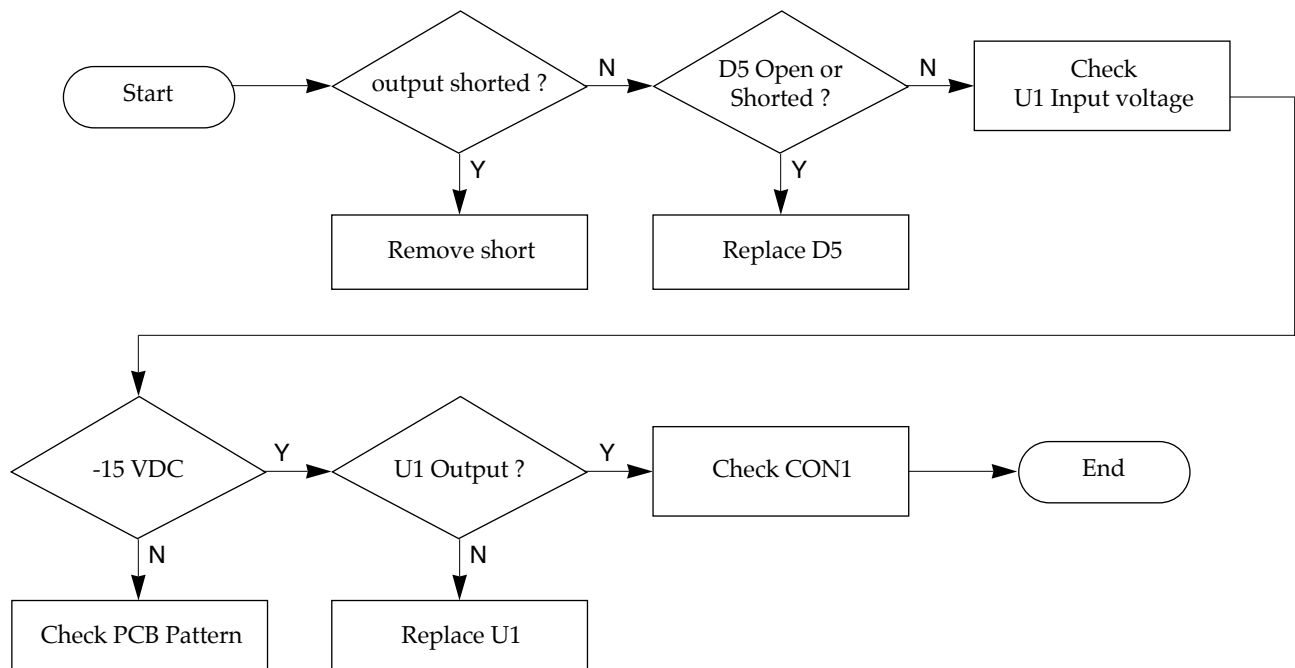 Start
output shorted ?
N
D5 Open or
Shorted ?
N
Check
U1 Input voltage
Y
Remove short
Y
Replace D5
-15 VDC
Y
U1 Output ?
Y
Check CON1
End
N
Check PCB Pattern
N
Replace U1